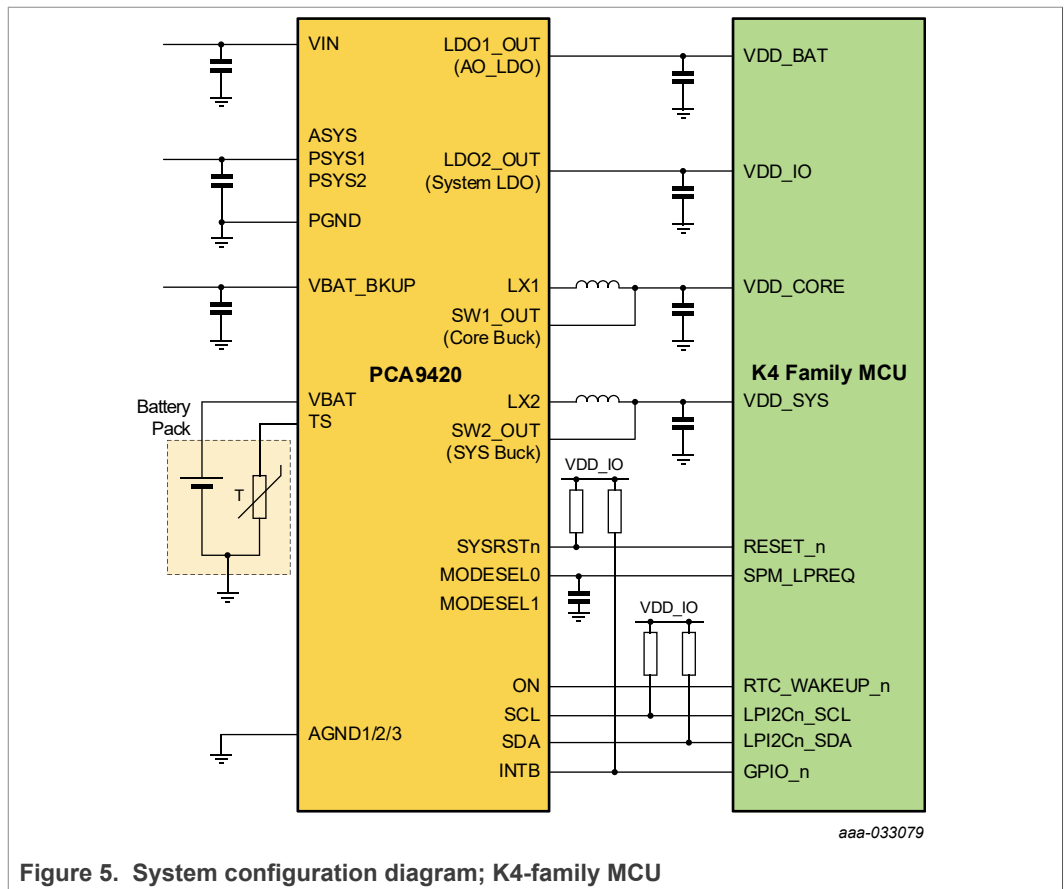 VIN
ASYS
PSYS1
PSYS2
PGND
VBAT_BKUP
VBAT
TS
AGND1/2/3
Battery
Pack
T
PCA9420
LDO1_OUT
(AO_LDO)
LDO2_OUT
(System LDO)
LX1
SW1_OUT
(Core Buck)
LX2
SW2_OUT
(SYS Buck)
SYSRSTn
MODESEL0
MODESEL1
ON
SCL
SDA
INTB
VDD_IO
VDD_IO
VDD_BAT
VDD_IO
VDD_CORE
K4 Family MCU
VDD_SYS
RESET_n
SPM_LPREQ
RTC_WAKEUP_n
LPI2Cn_SCL
LPI2Cn_SDA
GPIO_n
aaa-033079
Figure 5. System configuration diagram; K4-family MCU